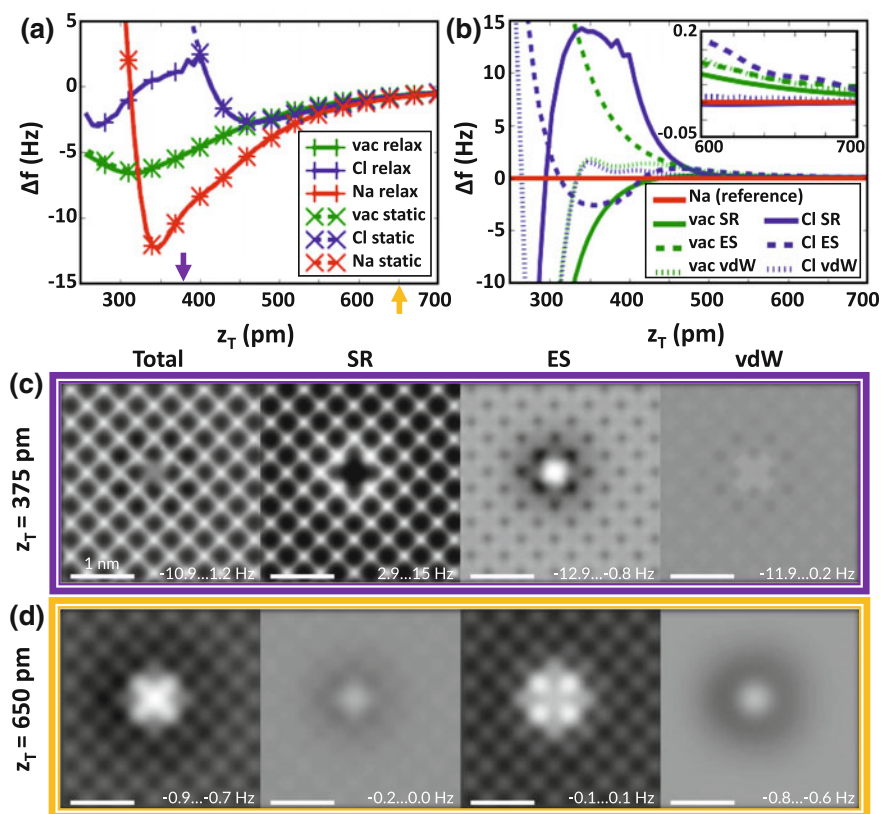 (a)
5
0
-5
-10
-15
Δf (Hz)
vac relax
Cl relax
Na relax
vac static
Cl static
Na static
300 400 500 600 700
z_T (pm)
(b)
15
10
5
0
-5
-10
Δf (Hz)
0.2
-0.05
600 700
Na (reference)
vac SR
Cl SR
vac ES
Cl ES
vac vdW
Cl vdW
300 400 500 600 700
z_T (pm)
Total SR ES vdW
(c)
z_T = 375 pm
1 nm
-10.9...1.2 Hz
2.9...15 Hz
-12.9...-0.8 Hz
-11.9...0.2 Hz
(d)
z_T = 650 pm
-0.9...-0.7 Hz
-0.2...0.0 Hz
-0.1...0.1 Hz
-0.8...-0.6 Hz